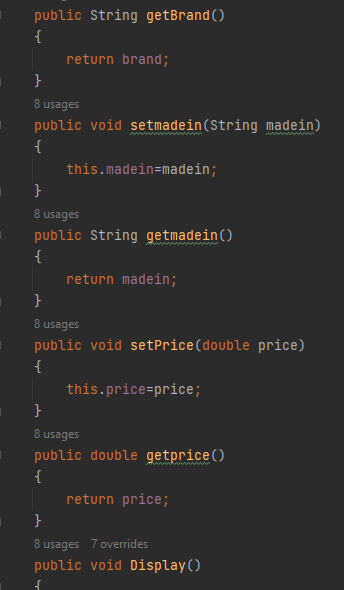 public String getBrand()
{
return brand;
}
8 usages
public void setmadein(String madein)
{
this.madein=madein;
}
8 usages
public String getmadein()
{
return madein;
}
8 usages
public void setPrice(double price)
{
this.price=price;
}
8 usages
public double getprice()
{
return price;
}
8 usages 7 overrides
public void Display()
{